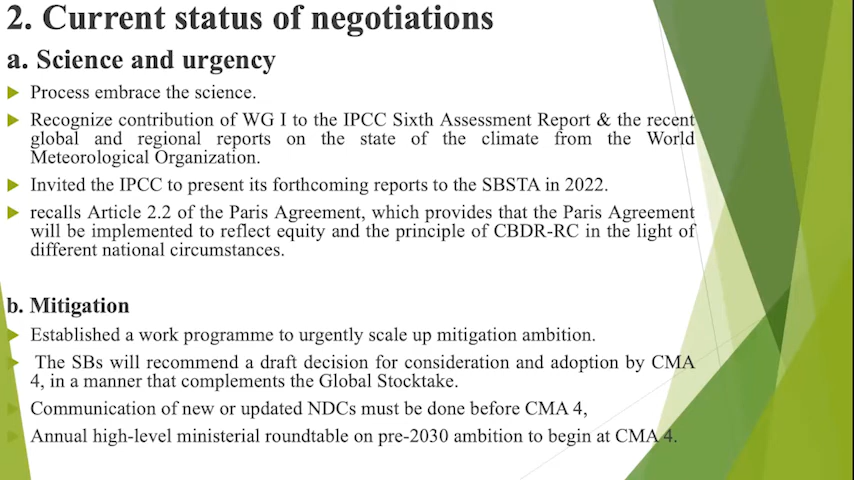 2. Current status of negotiations
a. Science and urgency
Process embrace the science.
Recognize contribution of WG I to the IPCC Sixth Assessment Report & the recent
global and regional reports on the state of the climate from the World
Meteorological Organization.
Invited the IPCC to present its forthcoming reports to the SBSTA in 2022.
recalls Article 2.2 of the Paris Agreement, which provides that the Paris Agreement
will be implemented to reflect equity and the principle of CBDR-RC in the light of
different national circumstances.
b. Mitigation
Established a work programme to urgently scale up mitigation ambition.
The SBs will recommend a draft decision for consideration and adoption by CMA
4, in a manner that complements the Global Stocktake.
Communication of new or updated NDCs must be done before CMA 4,
Annual high-level ministerial roundtable on pre-2030 ambition to begin at CMA 4.